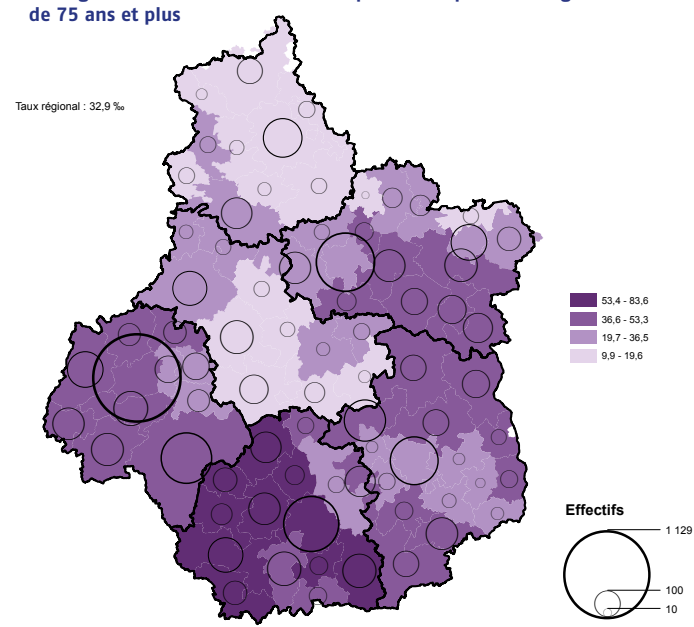 de 75 ans et plus
Taux régional : 32,9 ‰
53,4 - 83,6
36,6 - 53,3
19,7 - 36,5
9,9 - 19,6
Effectifs
1 129
100
10